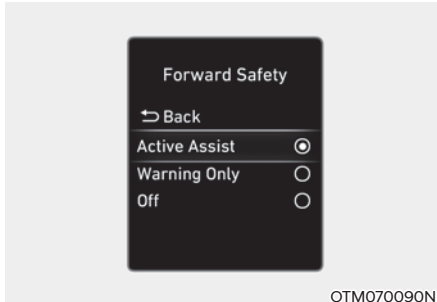 Forward Safety
Back
Active Assist
Warning Only
Off
OTM070090N